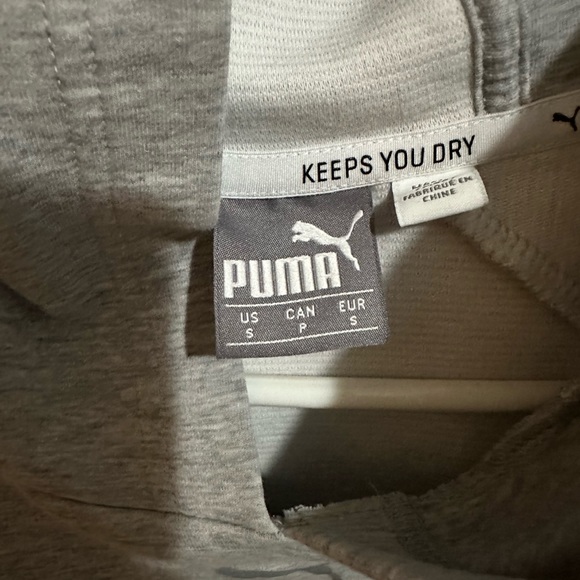 KEEPS YOU DRY
FABRIQUÉ EN
CHINE
PUMA
US CAN EUR
S P S